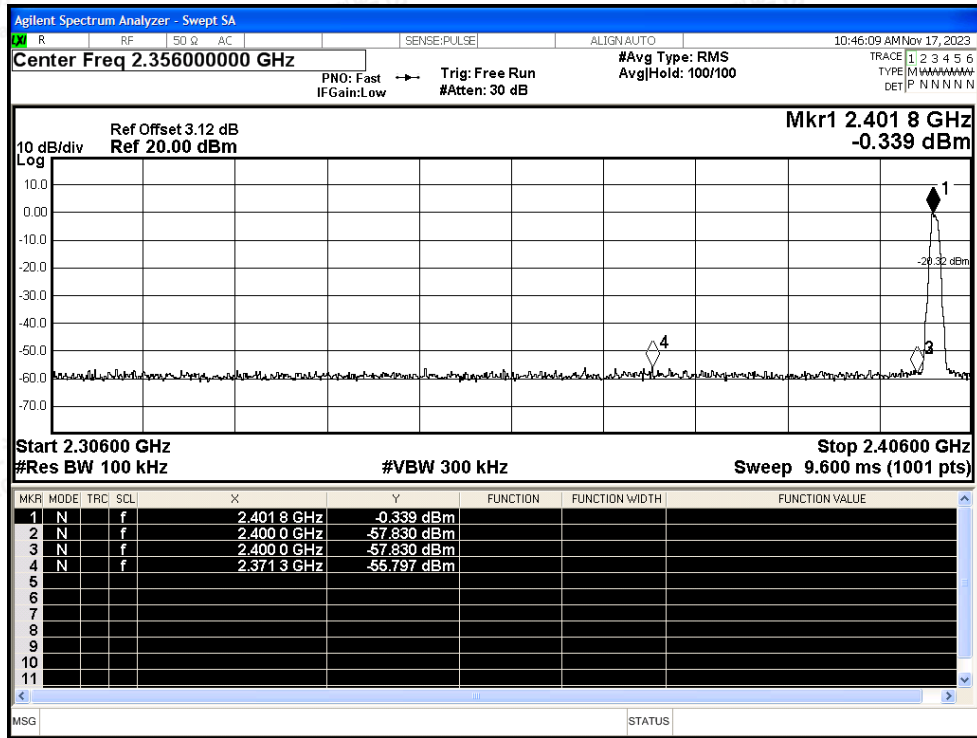 Agilent Spectrum Analyzer - Swept SA
LXI R RF 50 Ω AC SENSE:PULSE ALIGN AUTO 10:46:09 AM Nov 17, 2023
Center Freq 2.356000000 GHz #Avg Type: RMS TRACE 1 2 3 4 5 6
PNO: Fast Trig: Free Run Avg|Hold: 100/100 TYPE M
IFGain:Low #Atten: 30 dB DET P N N N N N
Mkr1 2.401 8 GHz
Ref Offset 3.12 dB
10 dB/div Ref 20.00 dBm -0.339 dBm
Log
10.0 1
0.00
-10.0
-20.0 -20.32 dBm
-30.0
-40.0
-50.0 4 3
-60.0
-70.0
Start 2.30600 GHz Stop 2.40600 GHz
#Res BW 100 kHz #VBW 300 kHz Sweep 9.600 ms (1001 pts)
MKR MODE TRC SCL X Y FUNCTION FUNCTION WIDTH FUNCTION VALUE
1 N f 2.401 8 GHz -0.339 dBm
2 N f 2.400 0 GHz -57.830 dBm
3 N f 2.400 0 GHz -57.830 dBm
4 N f 2.371 3 GHz -55.797 dBm
5
6
7
8
9
10
11
MSG STATUS